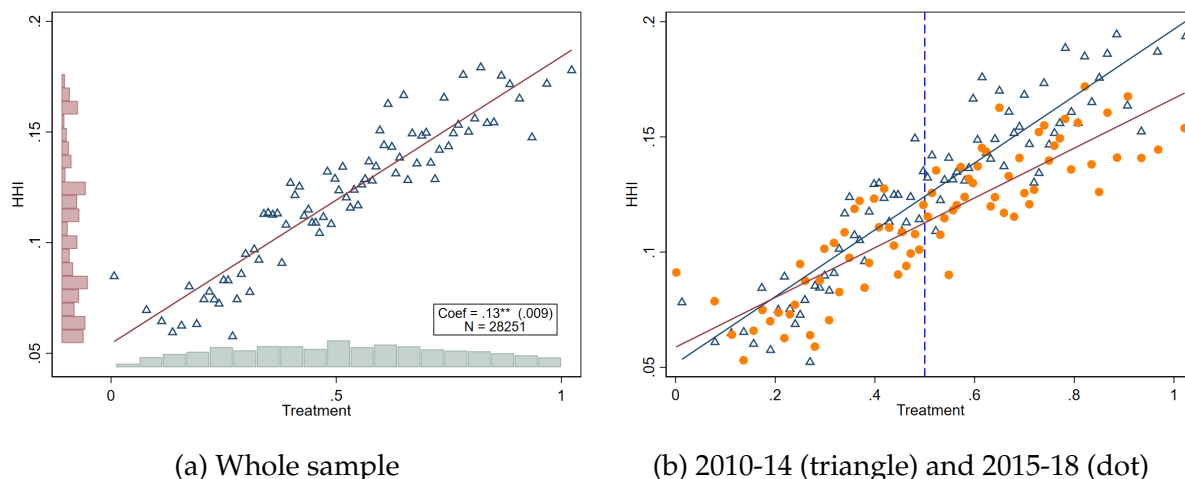 .2
.15
.1
.05
HHI
Coef = .13** (.009)
N = 28251
0
.5
1
Treatment
(a) Whole sample
.2
.15
.1
.05
HHI
0
.2
.4
.6
.8
1
Treatment
(b) 2010-14 (triangle) and 2015-18 (dot)